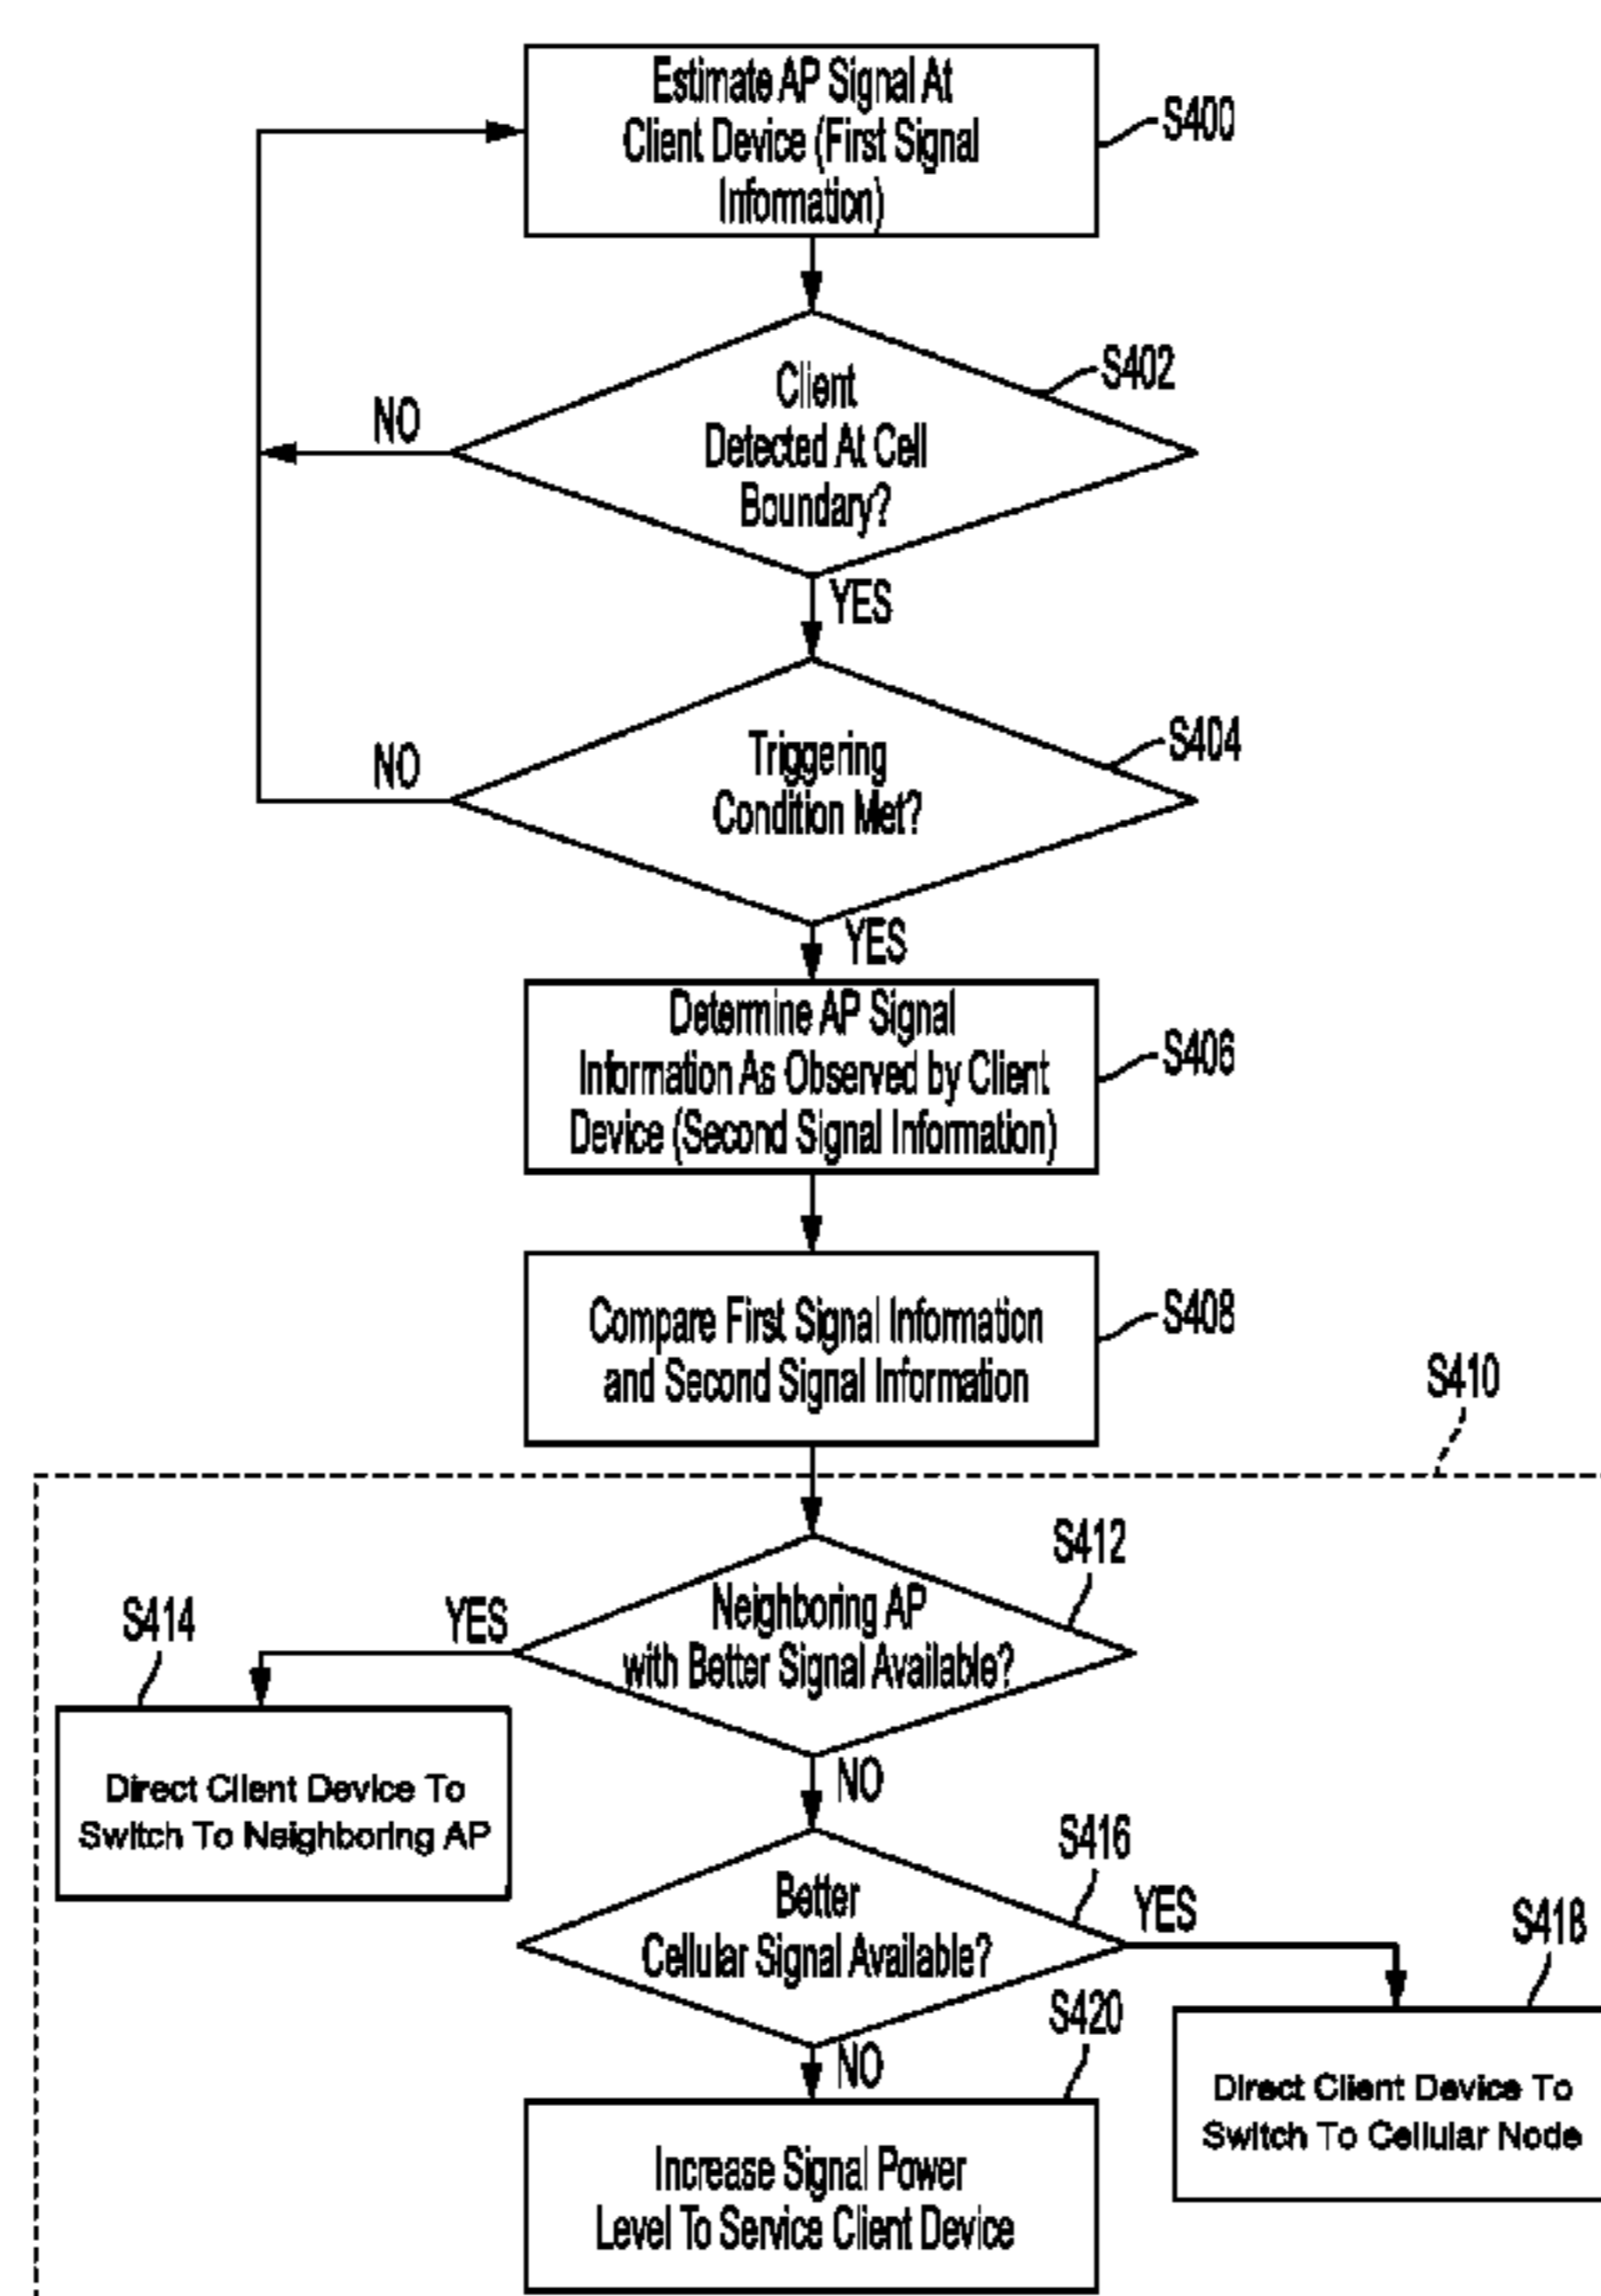 Estimate AP Signal At
Client Device (First Signal
Information)
S400
Client
Detected At Cell
Boundary?
S402
NO
YES
Triggering
Condition Met?
S404
NO
YES
Determine AP Signal
Information As Observed by Client
Device (Second Signal Information)
S406
Compare First Signal Information
and Second Signal Information
S408
S410
Neighboring AP
with Better Signal Available?
S412
YES
S414
Direct Client Device To
Switch To Neighboring AP
NO
Better
Cellular Signal Available?
S416
YES
S418
Direct Client Device To
Switch To Cellular Node
NO
S420
Increase Signal Power
Level To Service Client Device